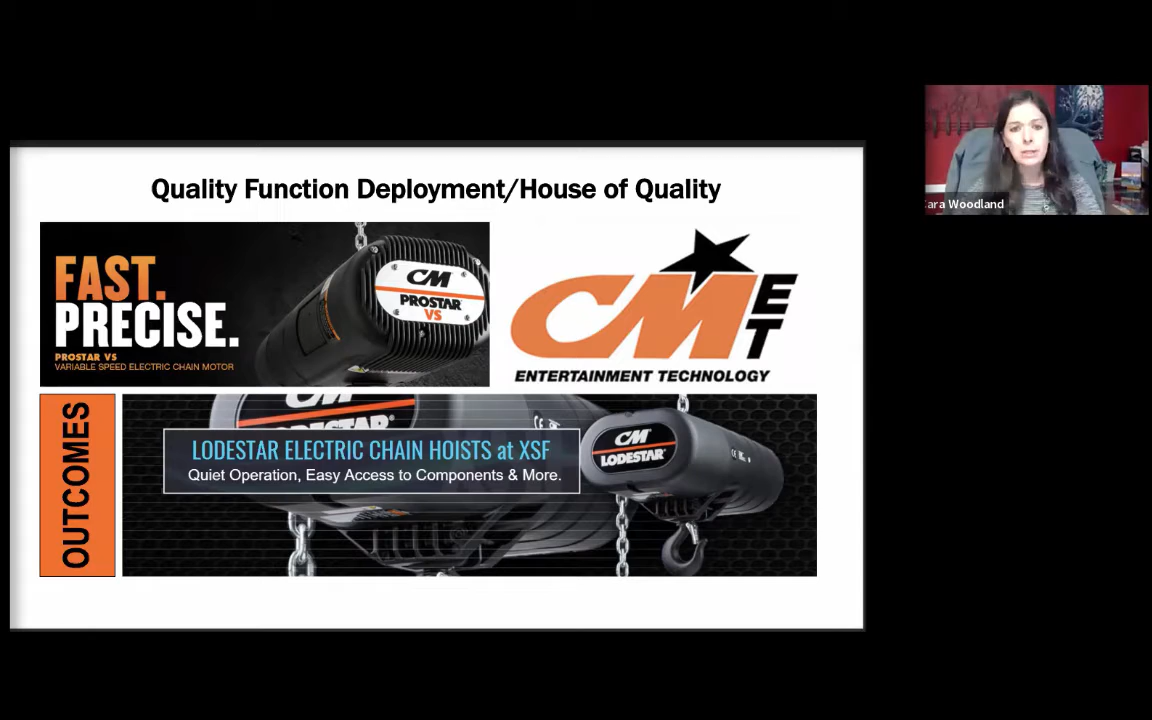 Quality Function Deployment/House of Quality
FAST.
PRECISE.
PROSTAR VS
VARIABLE SPEED ELECTRIC CHAIN MOTOR
CM
PROSTAR
VS
CM
ET
ENTERTAINMENT TECHNOLOGY
OUTCOMES
CM
LODESTAR
LODESTAR ELECTRIC CHAIN HOISTS at XSF
Quiet Operation, Easy Access to Components & More.
CM
LODESTAR
ara Woodland